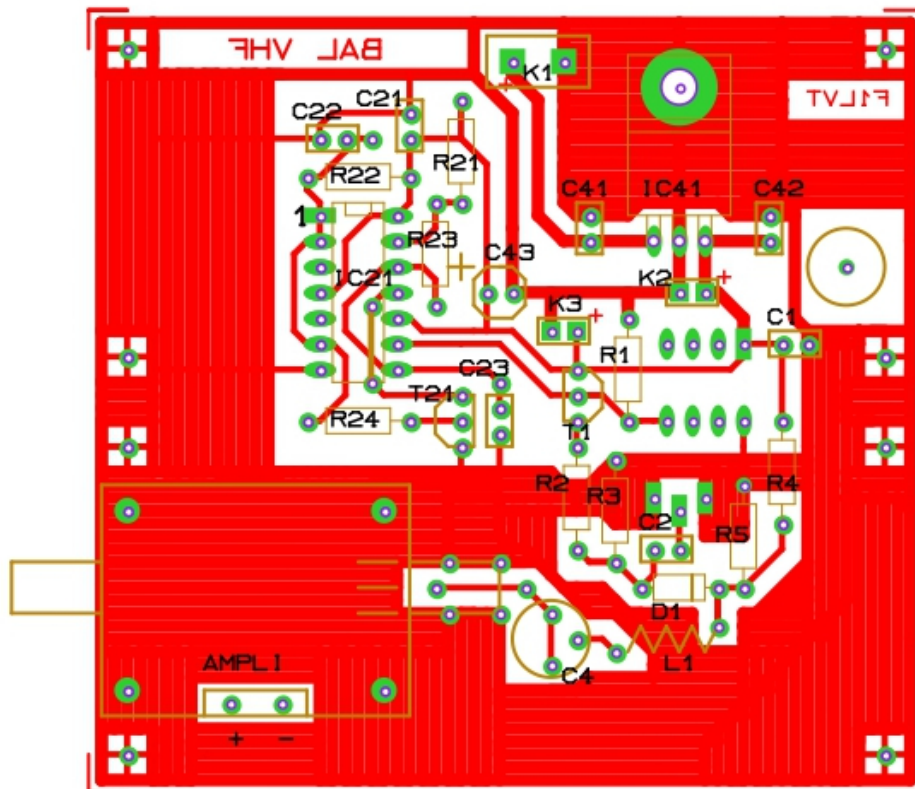 BAL VHF
K1
F1LVT
C22
C21
R21
R22
C41
IC41
C42
1
R23
C43
IC21
K2
+
K3
+
C1
R1
C23
T21
R24
T1
R2
R3
R4
C2
R5
D1
L1
C4
AMPLI
+ -